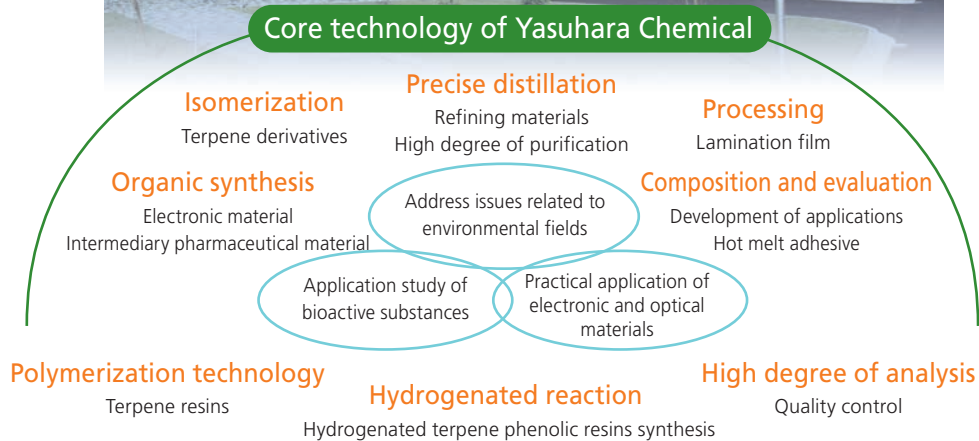 Core technology of Yasuhara Chemical
Isomerization
Terpene derivatives
Precise distillation
Refining materials
High degree of purification
Processing
Lamination film
Organic synthesis
Electronic material
Intermediary pharmaceutical material
Address issues related to
environmental fields
Composition and evaluation
Development of applications
Hot melt adhesive
Application study of
bioactive substances
Practical application of
electronic and optical
materials
Polymerization technology
Terpene resins
Hydrogenated reaction
Hydrogenated terpene phenolic resins synthesis
High degree of analysis
Quality control